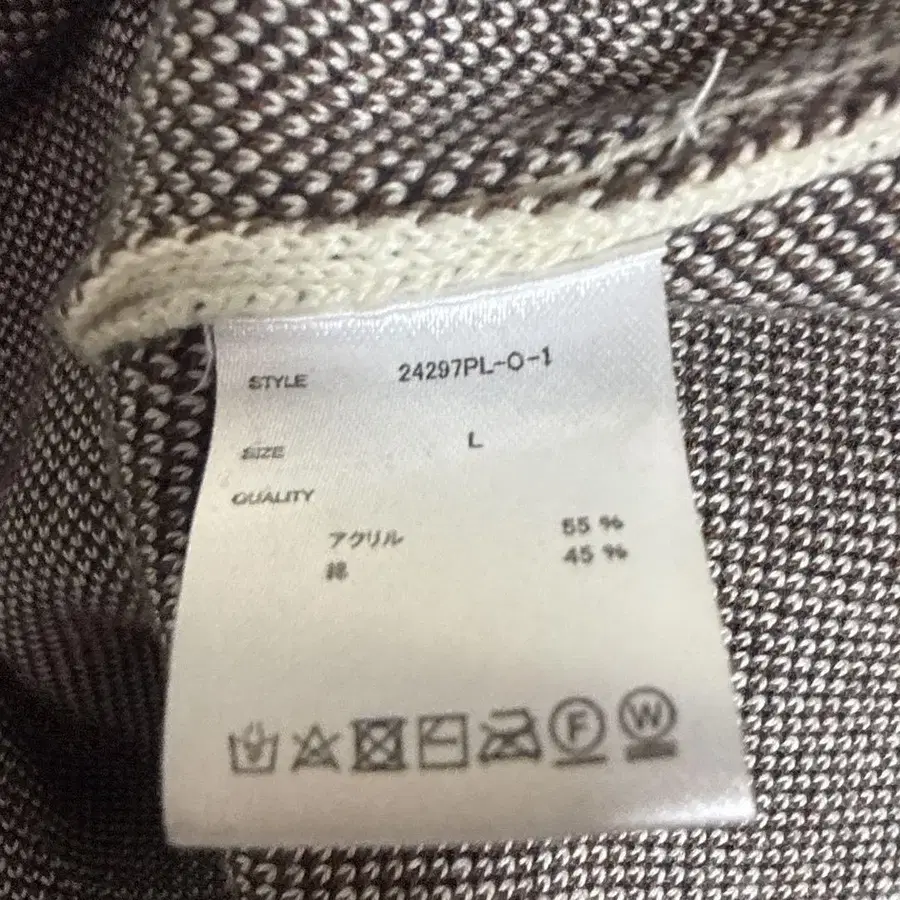 STYLE 24297PL-O-1
SIZE L
QUALITY
アクリル 55 %
綿 45 %
F W